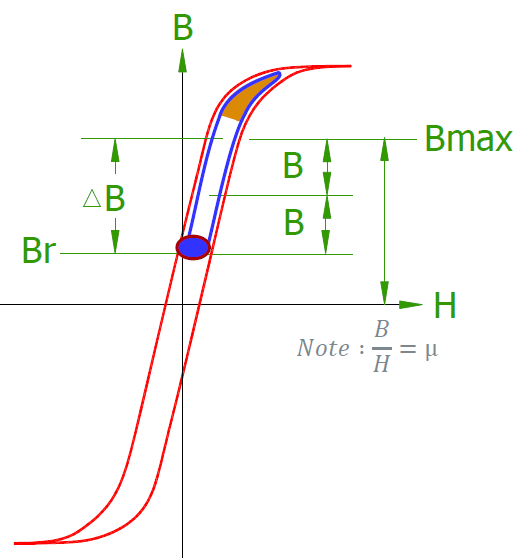 B
Bmax
B
△B
B
Br
H
Note : B/H = μ